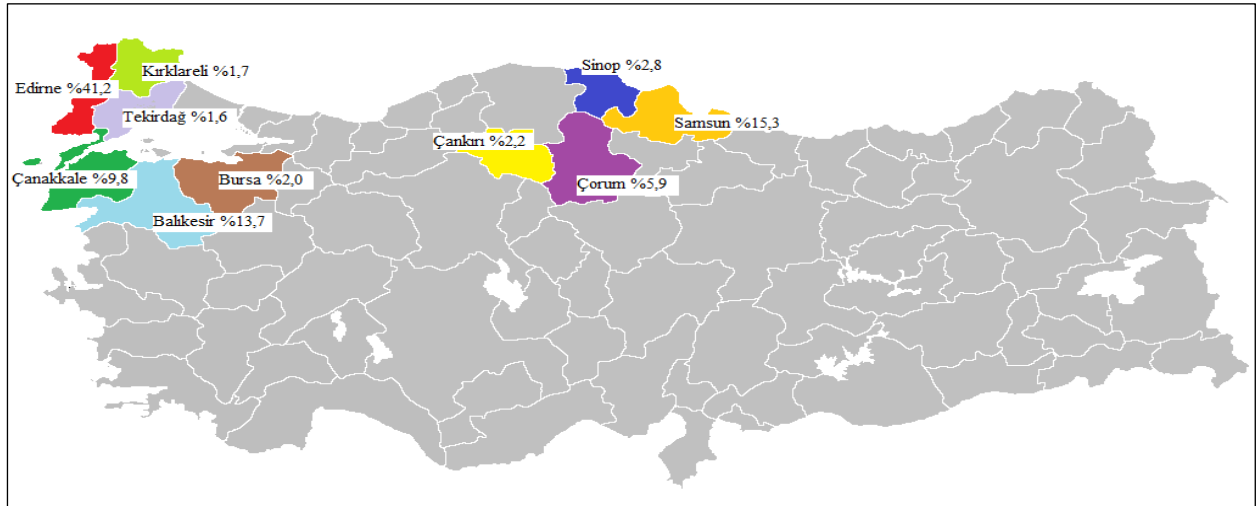 Kırklareli %1,7
Sinop %2,8
Edirne %41,2
Tekirdağ %1,6
Samsun %15,3
Çankırı %2,2
Çanakkale %9,8
Bursa %2,0
Çorum %5,9
Balıkesir %13,7